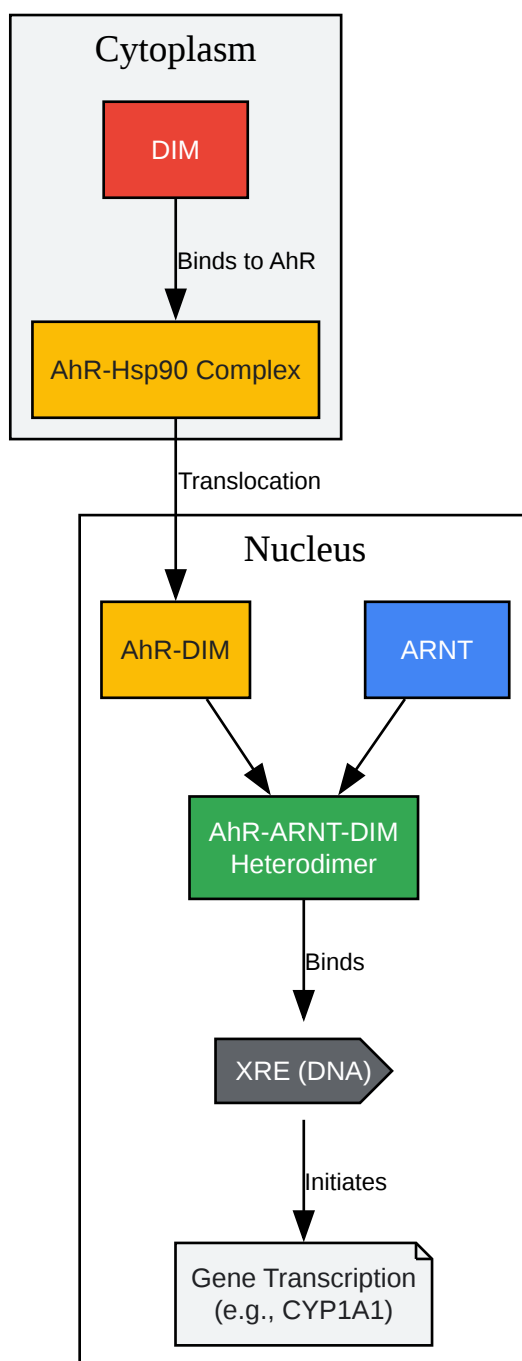 Cytoplasm
DIM
Binds to AhR
AhR-Hsp90 Complex
Translocation
Nucleus
AhR-DIM
ARNT
AhR-ARNT-DIM
Heterodimer
Binds
XRE (DNA)
Initiates
Gene Transcription
(e.g., CYP1A1)